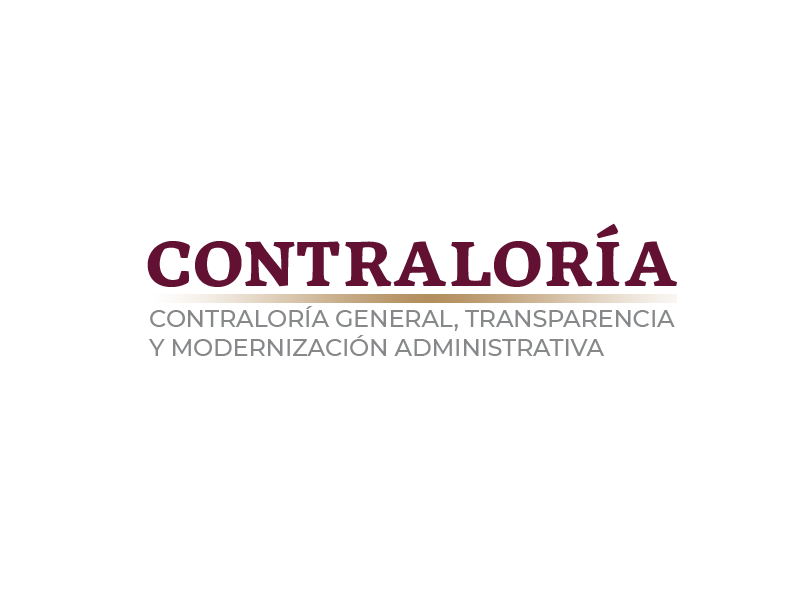 CONTRALORÍA
CONTRALORÍA GENERAL, TRANSPARENCIA
Y MODERNIZACIÓN ADMINISTRATIVA